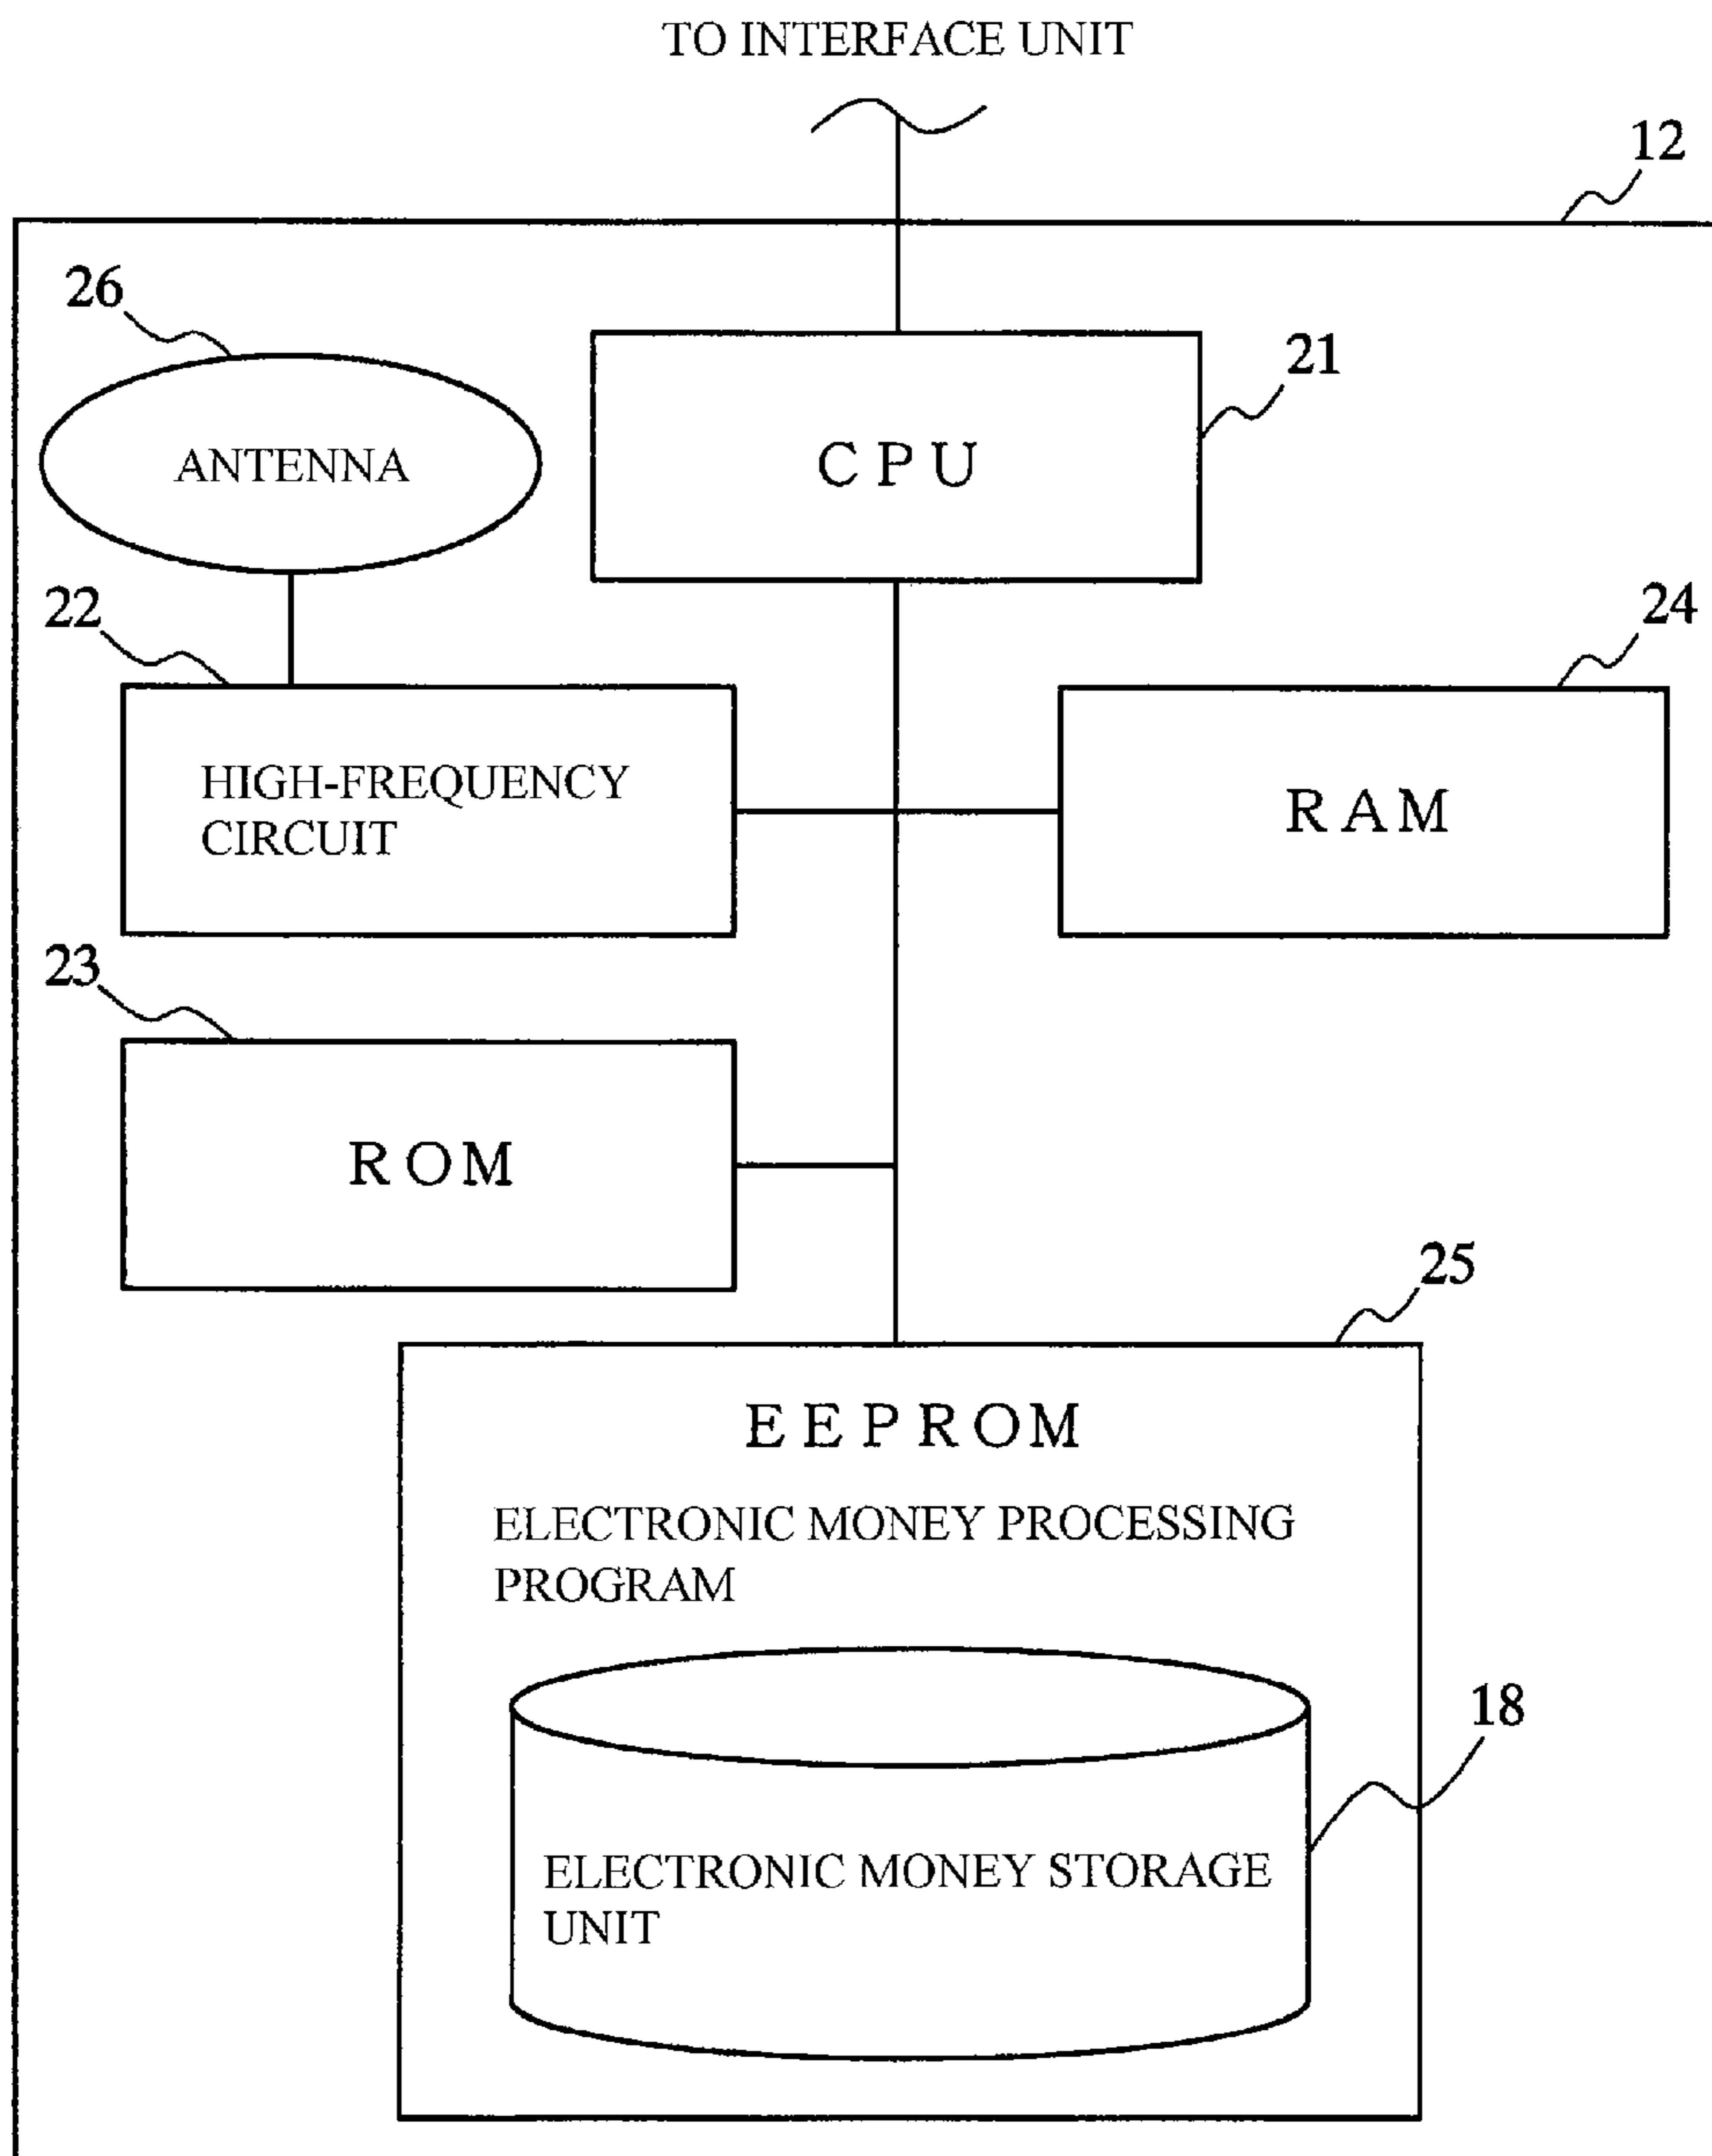 TO INTERFACE UNIT
12
26
21
ANTENNA
CPU
22
24
HIGH-FREQUENCY
CIRCUIT
RAM
23
ROM
25
EEPROM
ELECTRONIC MONEY PROCESSING
PROGRAM
18
ELECTRONIC MONEY STORAGE
UNIT